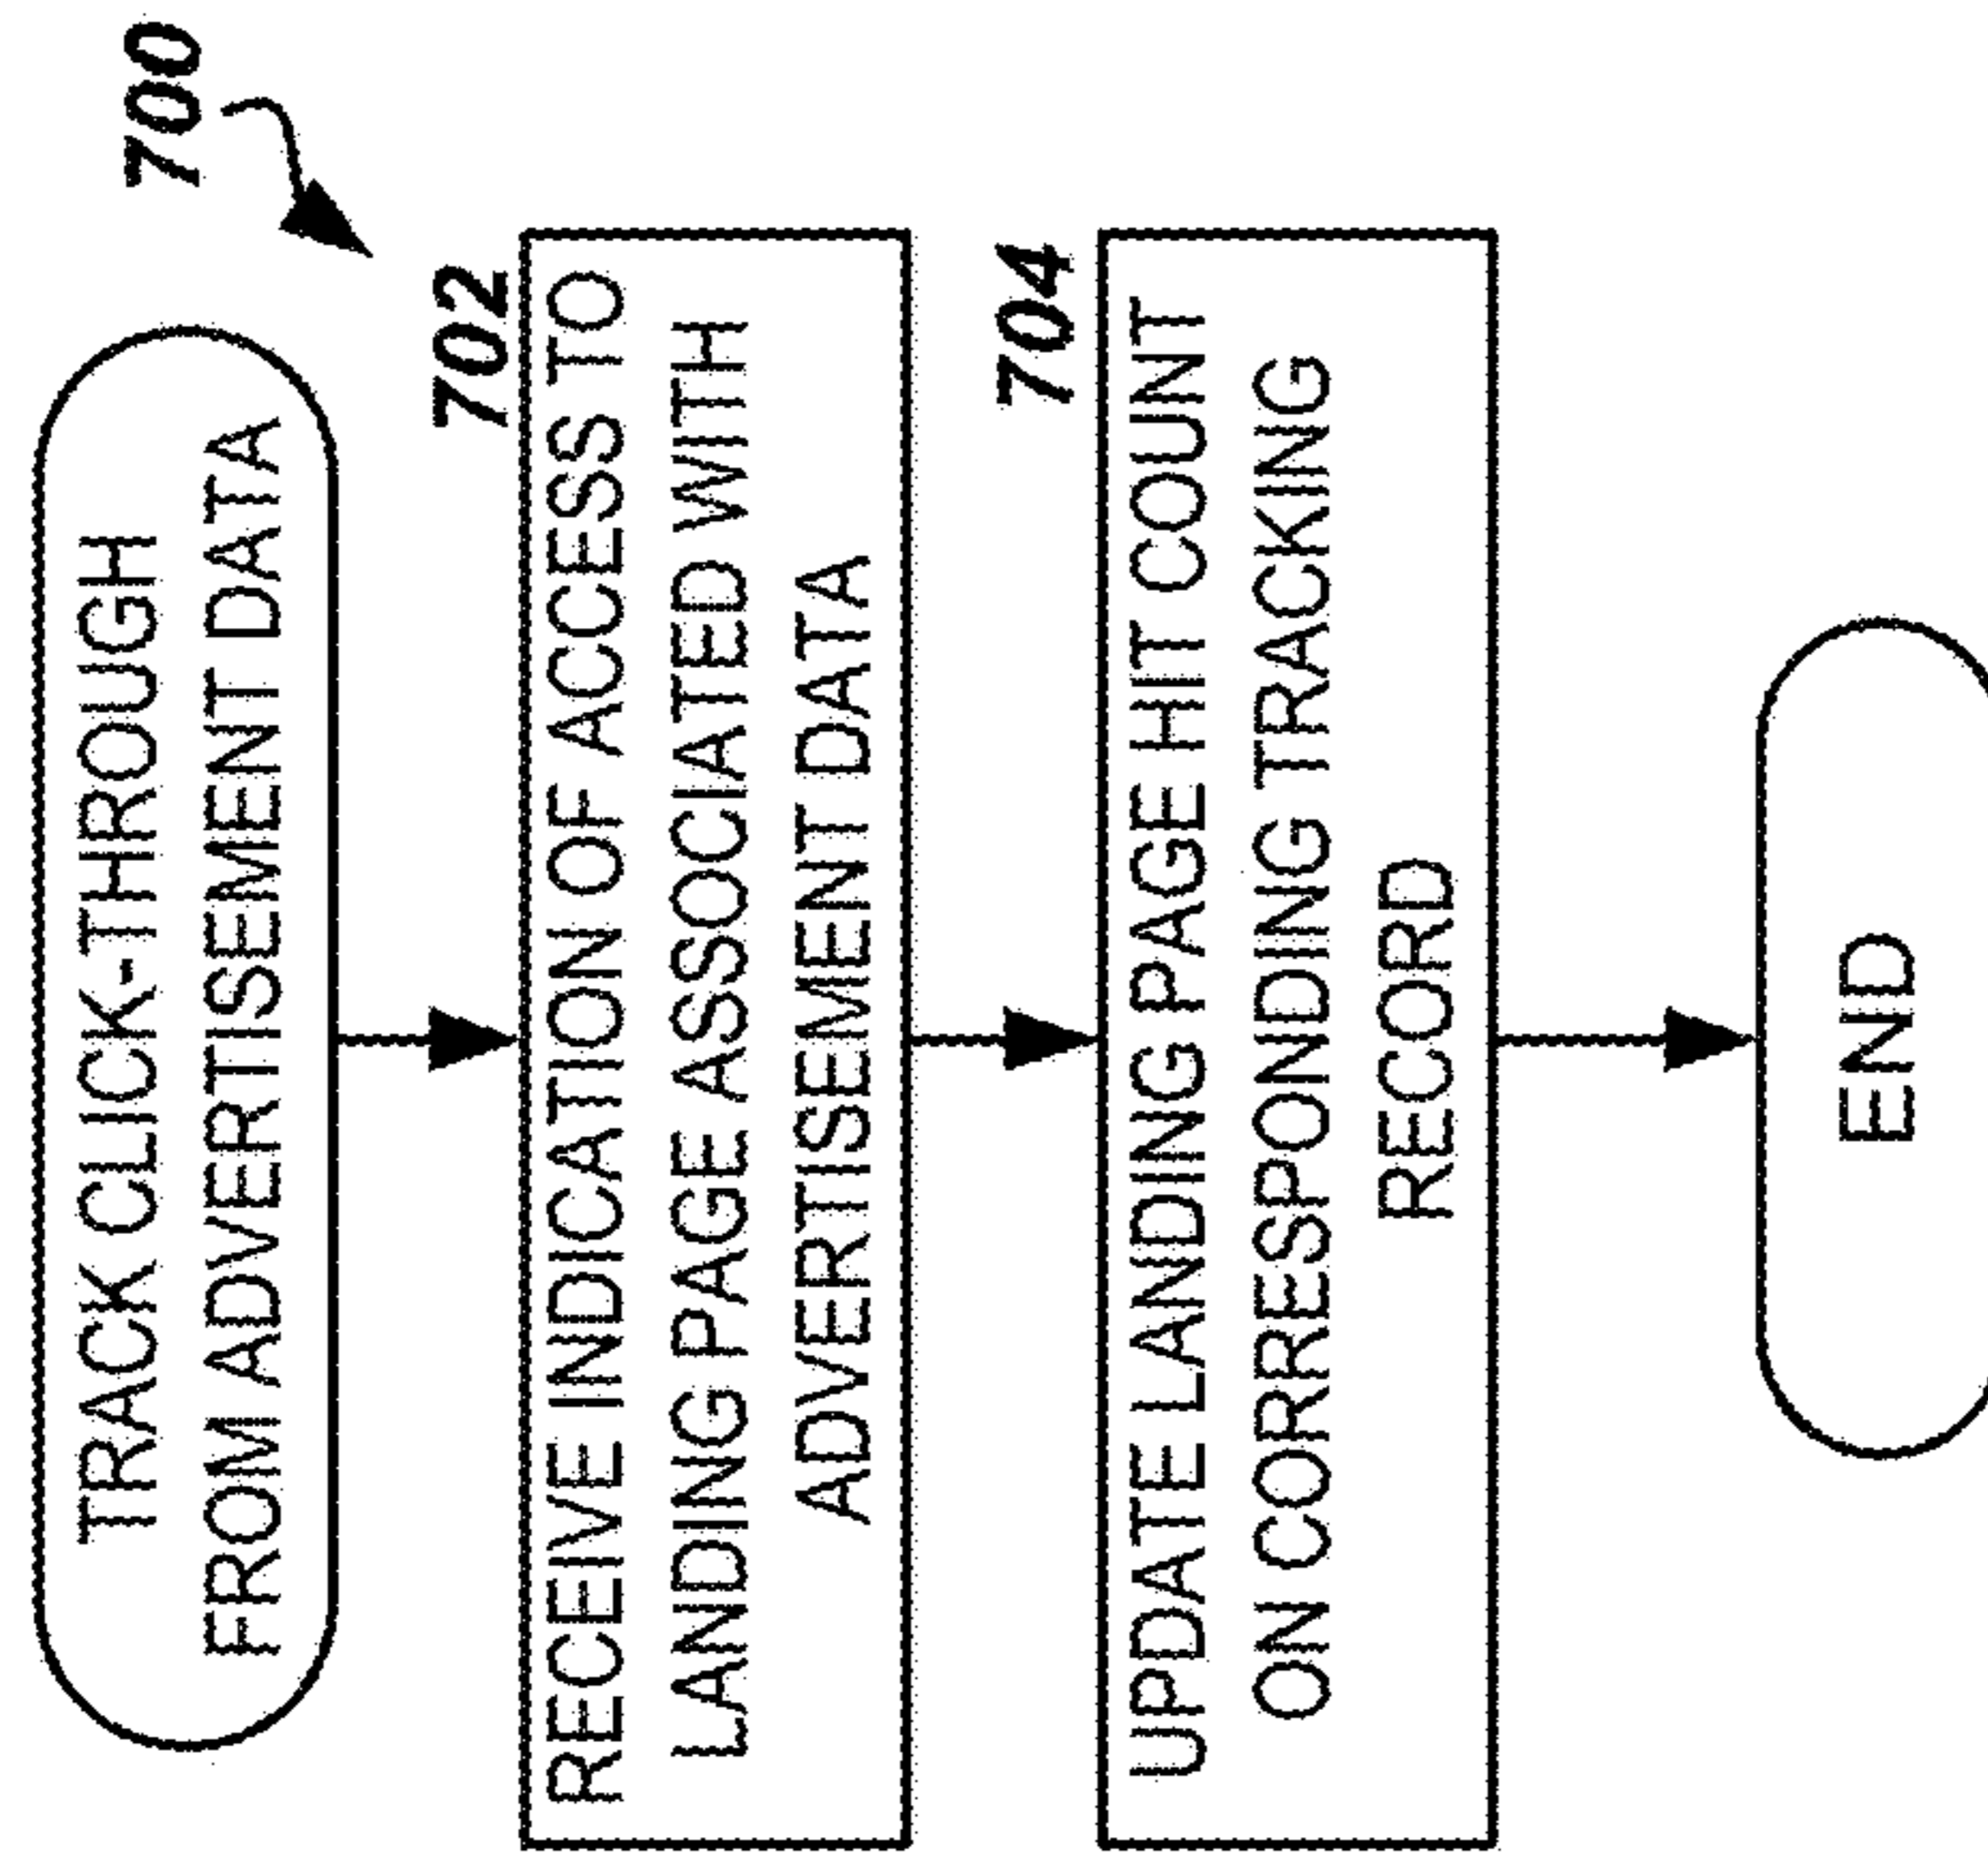 700
TRACK CLICK-THROUGH
FROM ADVERTISEMENT DATA
702
RECEIVE INDICATION OF ACCESS TO
LANDING PAGE ASSOCIATED WITH
ADVERTISEMENT DATA
704
UPDATE LANDING PAGE HIT COUNT
ON CORRESPONDING TRACKING
RECORD
END